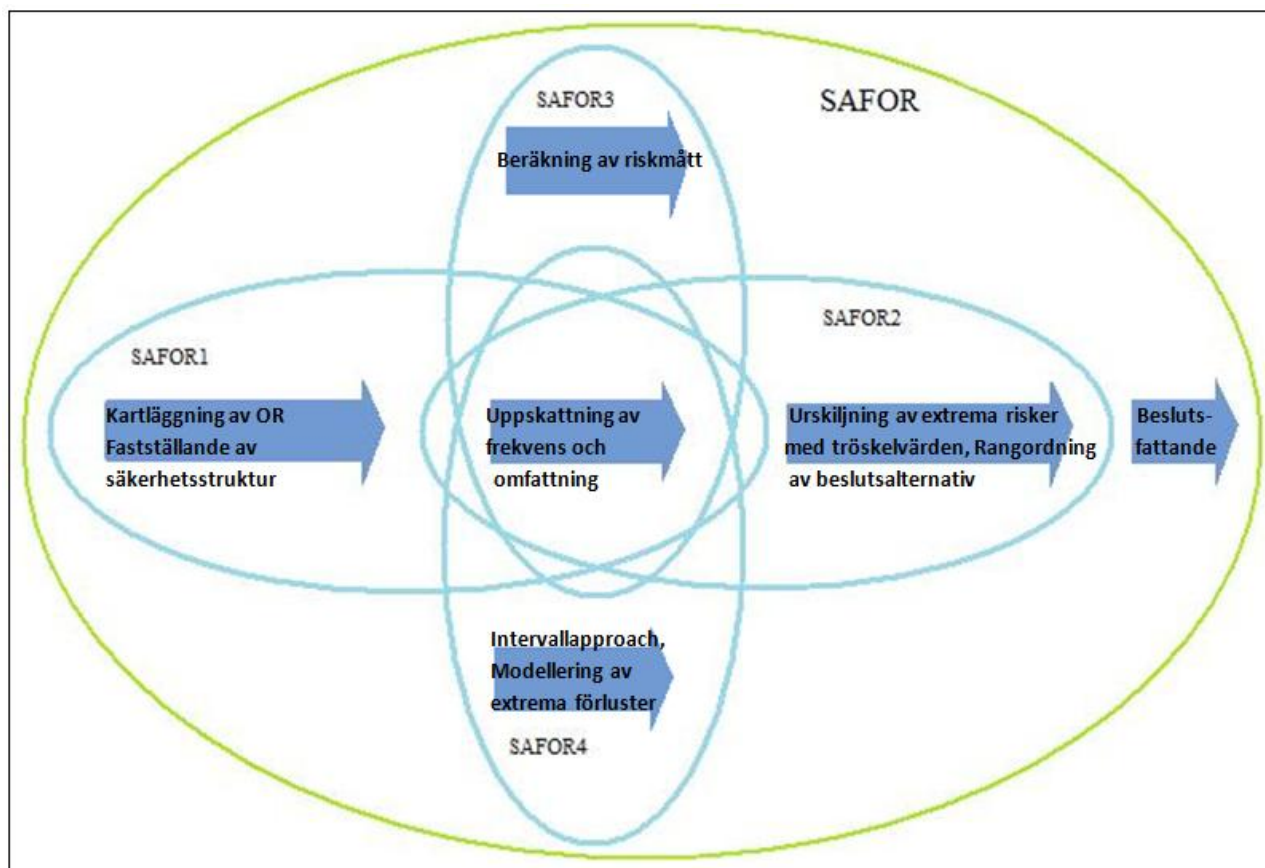 SAFOR
SAFOR3
Beräkning av riskmått
SAFOR2
SAFOR1
Kartläggning av OR
Fastställande av
säkerhetsstruktur
Uppskattning av
frekvens och
omfattning
Urskiljning av extrema risker
med tröskelvärden, Rangordning
av beslutsalternativ
Besluts-
fattande
Intervallapproach,
Modellering av
extrema förluster
SAFOR4